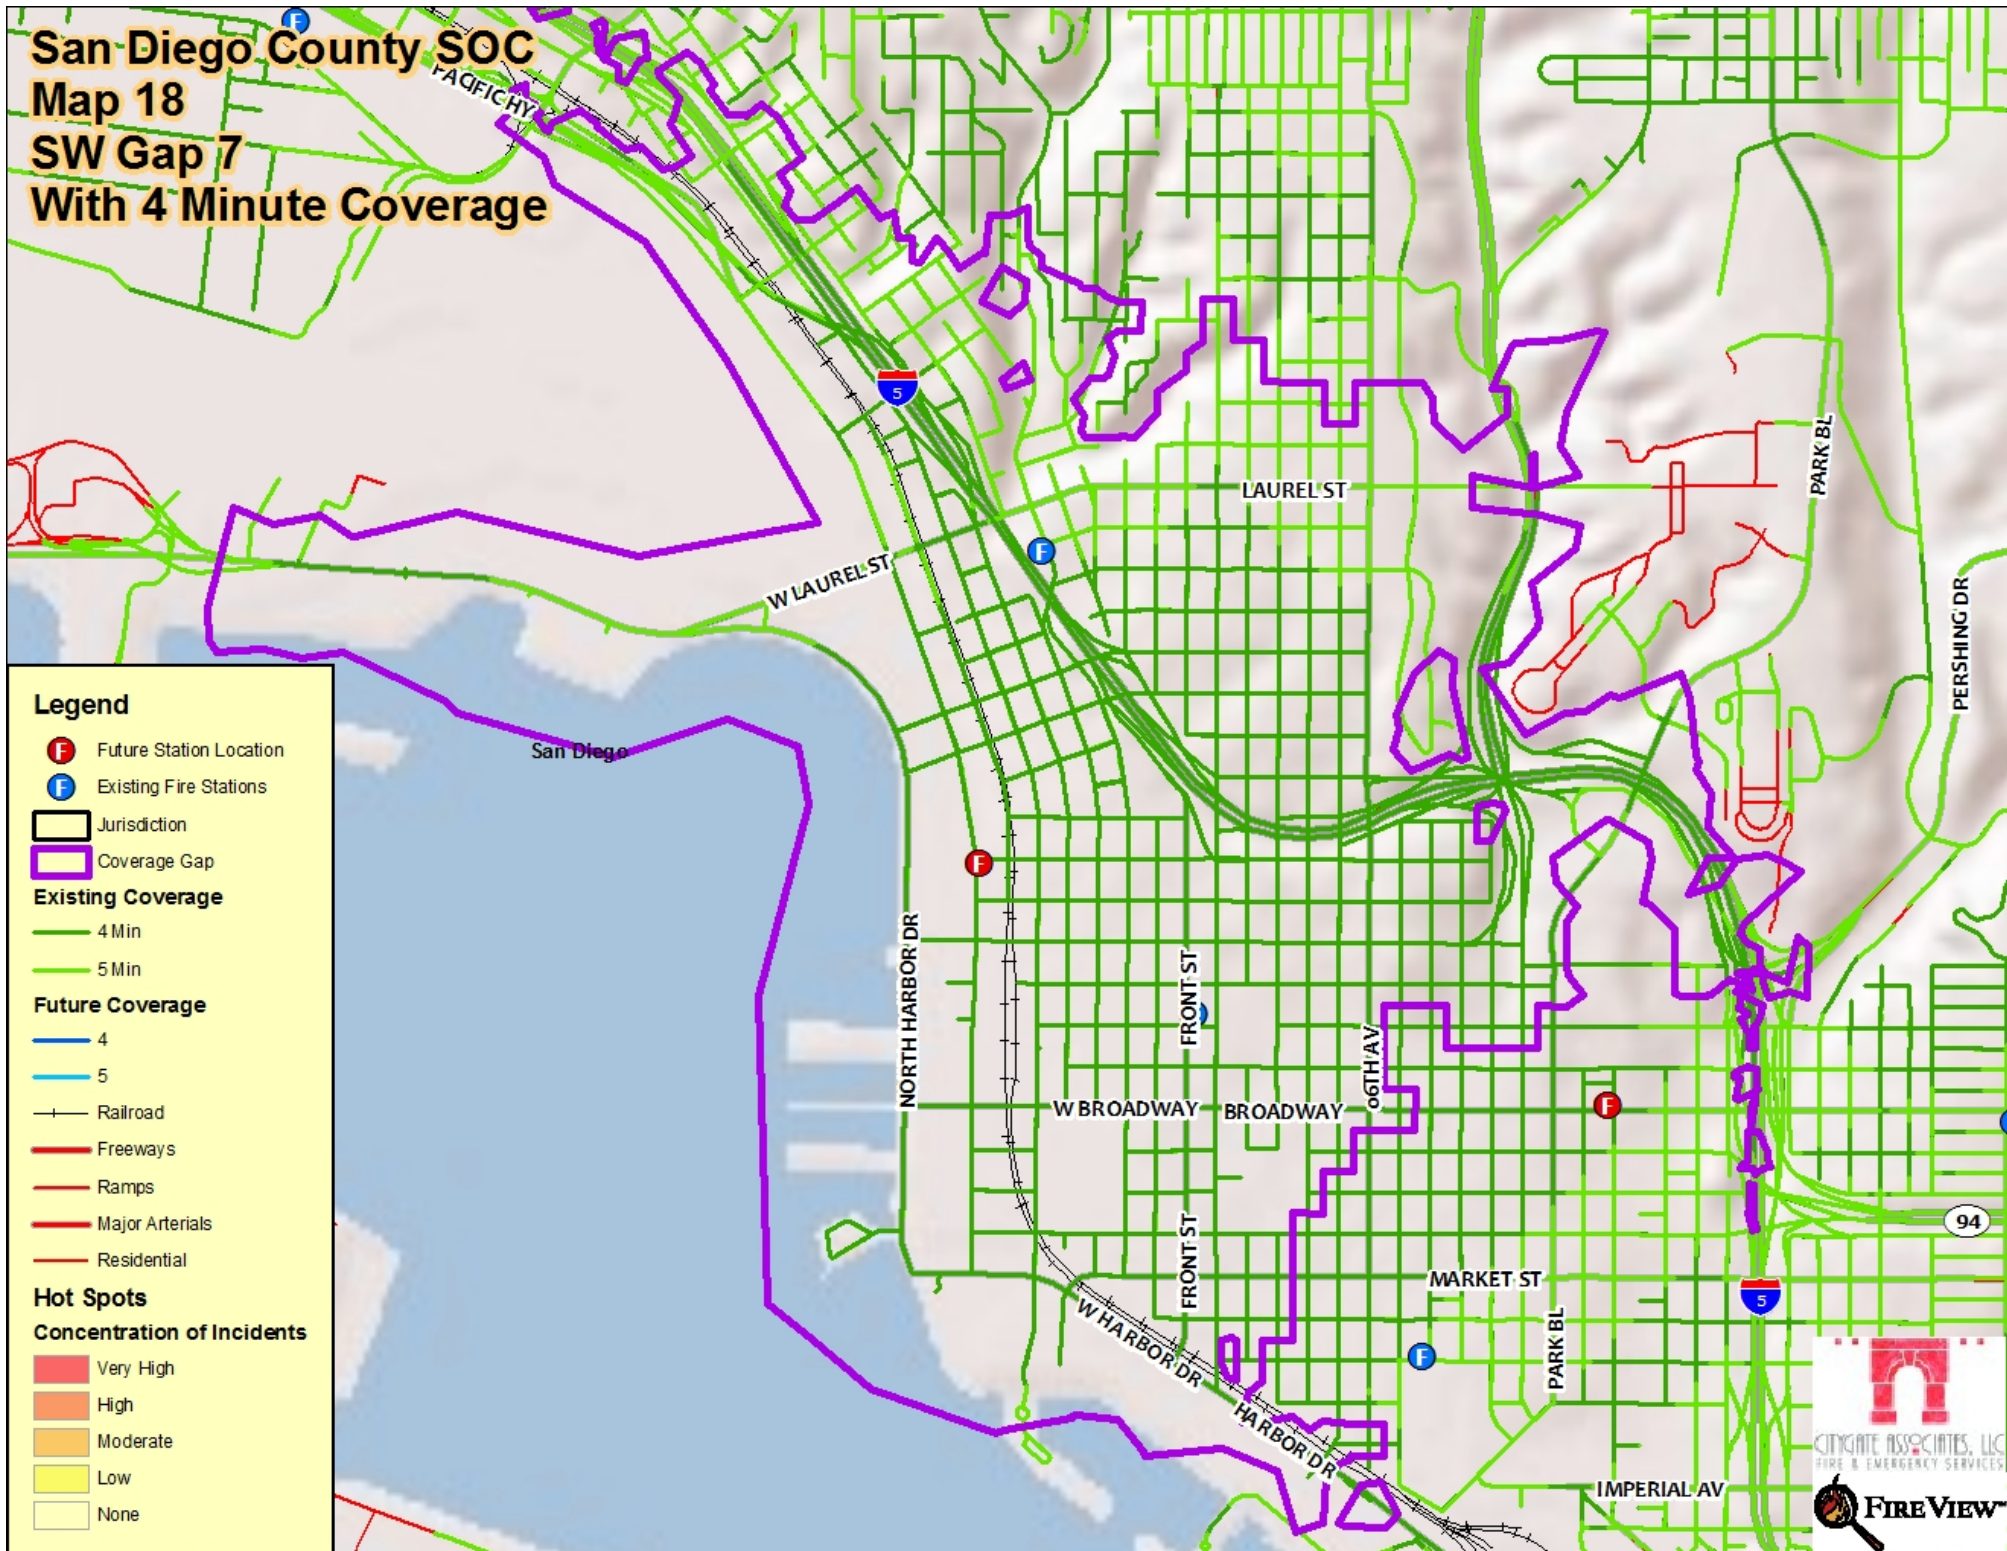 San Diego County SOC
Map 18
SW Gap 7
With 4 Minute Coverage
F
PACIFIC HY
5
LAUREL ST
PARK BL
F
W LAUREL ST
PERSHING DR
Legend
F Future Station Location
F Existing Fire Stations
Jurisdiction
Coverage Gap
Existing Coverage
4 Min
5 Min
Future Coverage
4
5
Railroad
Freeways
Ramps
Major Arterials
Residential
Hot Spots
Concentration of Incidents
Very High
High
Moderate
Low
None
San Diego
F
NORTH HARBOR DR
FRONT ST
06TH AV
W BROADWAY
BROADWAY
F
94
FRONT ST
MARKET ST
5
W HARBOR DR
F
PARK BL
HARBOR DR
IMPERIAL AV
CITYGATE ASSOCIATES, LLC
FIRE & EMERGENCY SERVICES
FIREVIEW™